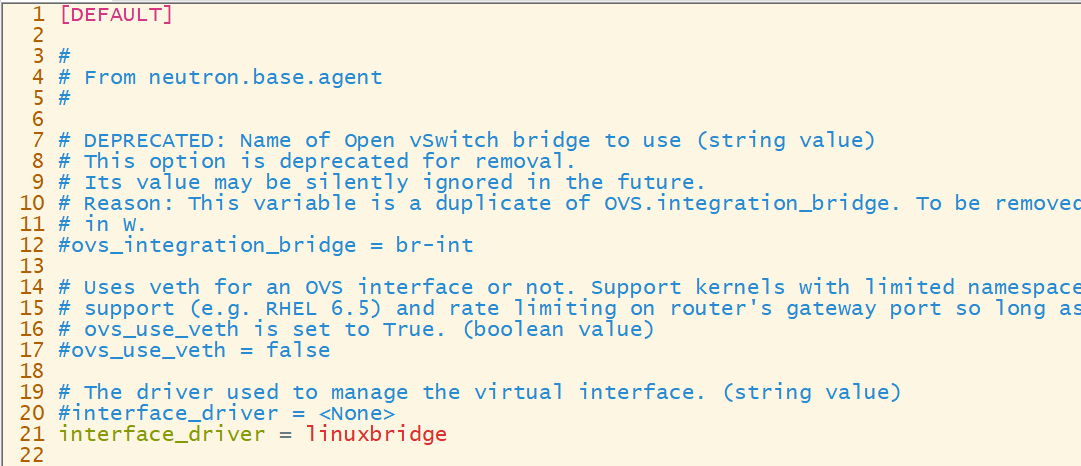 1 [DEFAULT]
2
3 #
4 # From neutron.base.agent
5 #
6
7 # DEPRECATED: Name of Open vSwitch bridge to use (string value)
8 # This option is deprecated for removal.
9 # Its value may be silently ignored in the future.
10 # Reason: This variable is a duplicate of OVS.integration_bridge. To be removed
11 # in W.
12 #ovs_integration_bridge = br-int
13
14 # Uses veth for an OVS interface or not. Support kernels with limited namespace
15 # support (e.g. RHEL 6.5) and rate limiting on router's gateway port so long as
16 # ovs_use_veth is set to True. (boolean value)
17 #ovs_use_veth = false
18
19 # The driver used to manage the virtual interface. (string value)
20 #interface_driver = <None>
21 interface_driver = linuxbridge
22